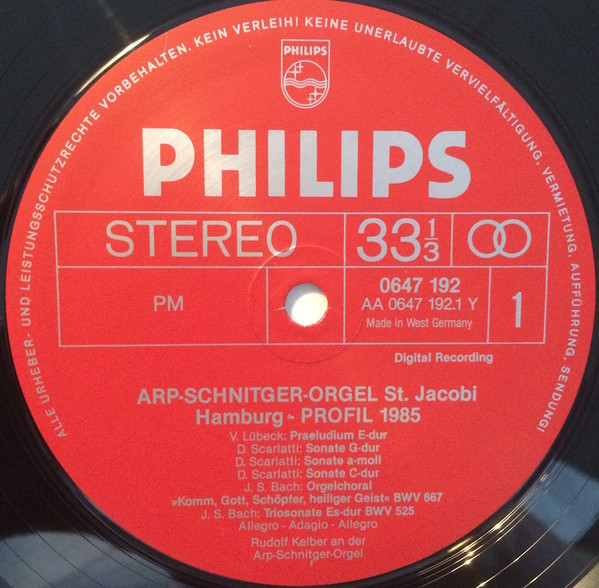 ALLE URHEBER- UND LEISTUNGSSCHUTZRECHTE VORBEHALTEN. KEIN VERLEIH! KEINE UNERLAUBTE VERVIELFÄLTIGUNG, VERMIETUNG, AUFFÜHRUNG, SENDUNG!
PHILIPS
PHILIPS
STEREO 33 1/3
PM
0647 192
AA 0647 192.1 Y
Made in West Germany
1
Digital Recording
ARP-SCHNITGER-ORGEL St. Jacobi
Hamburg - PROFIL 1985
V. Lübeck: Praeludium E-dur
D. Scarlatti: Sonate G-dur
D. Scarlatti: Sonate a-moll
D. Scarlatti: Sonate C-dur
J. S. Bach: Orgelchoral
»Komm, Gott, Schöpfer, heiliger Geist« BWV 667
J. S. Bach: Triosonate Es-dur BWV 525
Allegro - Adagio - Allegro
Rudolf Kelber an der
Arp-Schnitger-Orgel